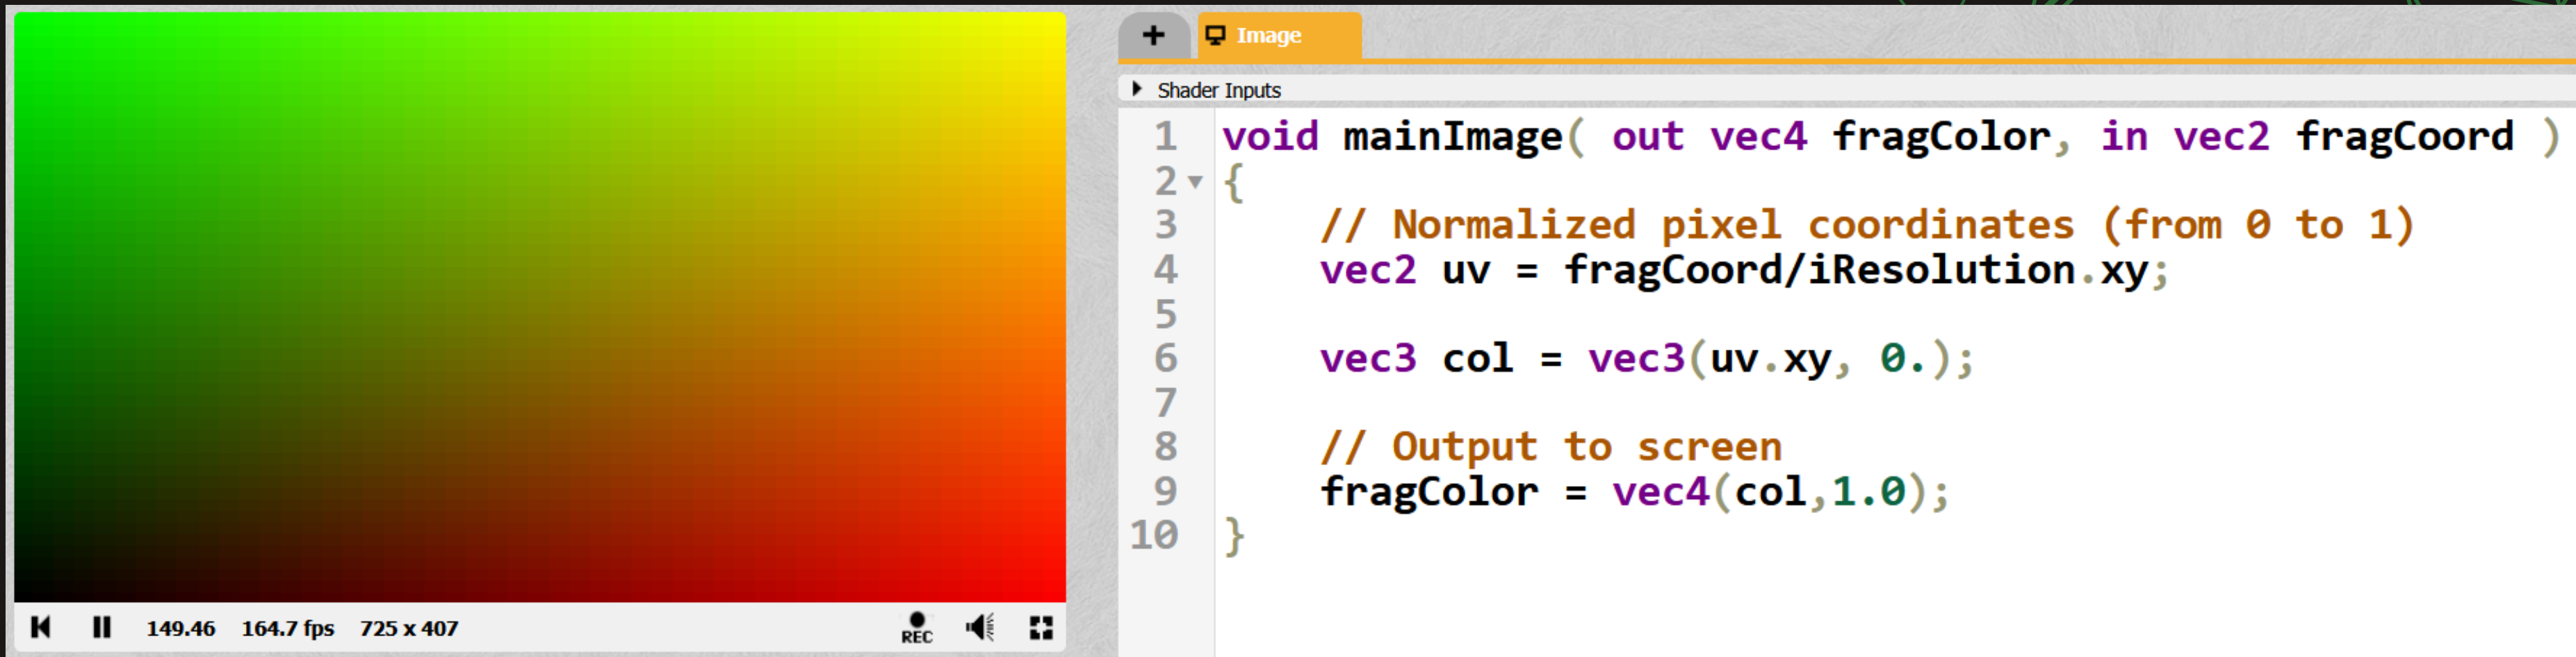 + Image
Shader Inputs
1 void mainImage( out vec4 fragColor, in vec2 fragCoord )
2 {
3     // Normalized pixel coordinates (from 0 to 1)
4     vec2 uv = fragCoord/iResolution.xy;
5
6     vec3 col = vec3(uv.xy, 0.);
7
8     // Output to screen
9     fragColor = vec4(col,1.0);
10 }
149.46 164.7 fps 725 x 407 REC